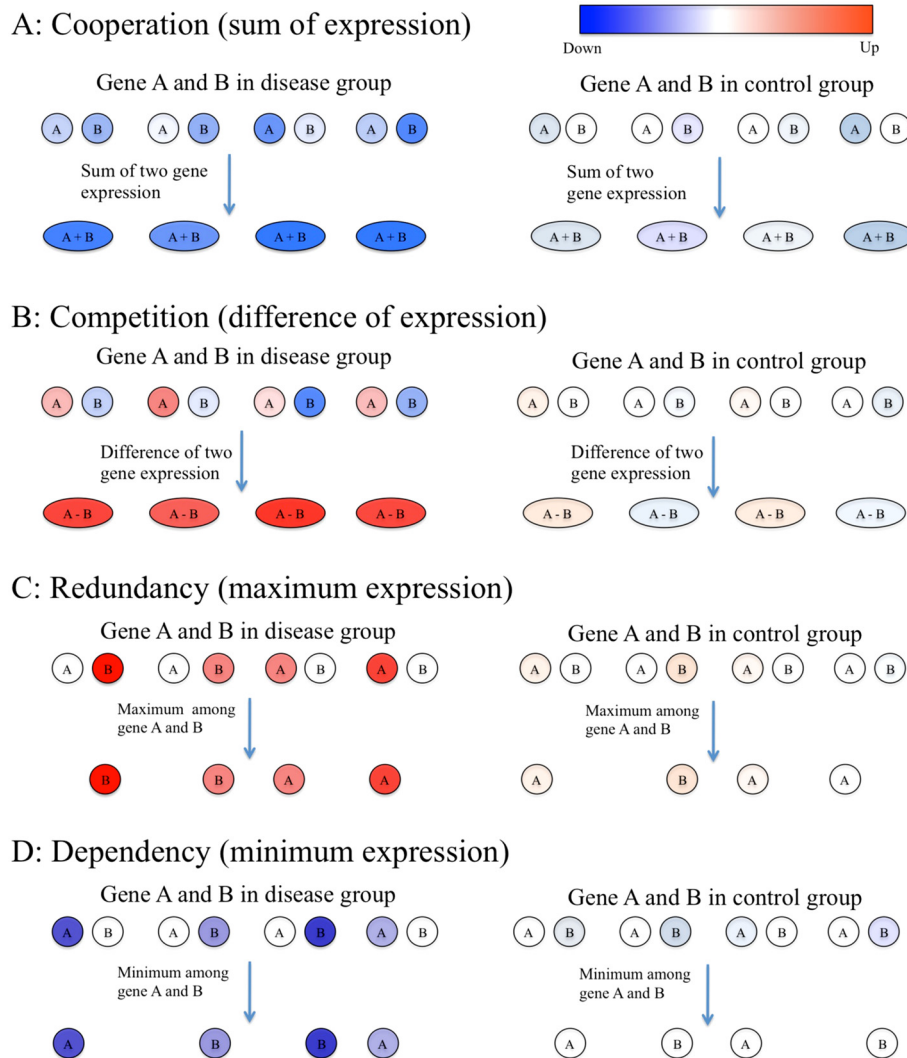 A: Cooperation (sum of expression)
Down Up
Gene A and B in disease group
Gene A and B in control group
A B A B A B A B
A B A B A B A B
Sum of two gene
expression
Sum of two
gene expression
A + B A + B A + B A + B
A + B A + B A + B A + B
B: Competition (difference of expression)
Gene A and B in disease group
Gene A and B in control group
A B A B A B A B
A B A B A B A B
Difference of two
gene expression
Difference of two
gene expression
A - B A - B A - B A - B
A - B A - B A - B A - B
C: Redundancy (maximum expression)
Gene A and B in disease group
Gene A and B in control group
A B A B A B A B
A B A B A B A B
Maximum among
gene A and B
Maximum among
gene A and B
B B A A
A B A A
D: Dependency (minimum expression)
Gene A and B in disease group
Gene A and B in control group
A B A B A B A B
A B A B A B A B
Minimum among
gene A and B
Minimum among
gene A and B
A B B A
A B A B